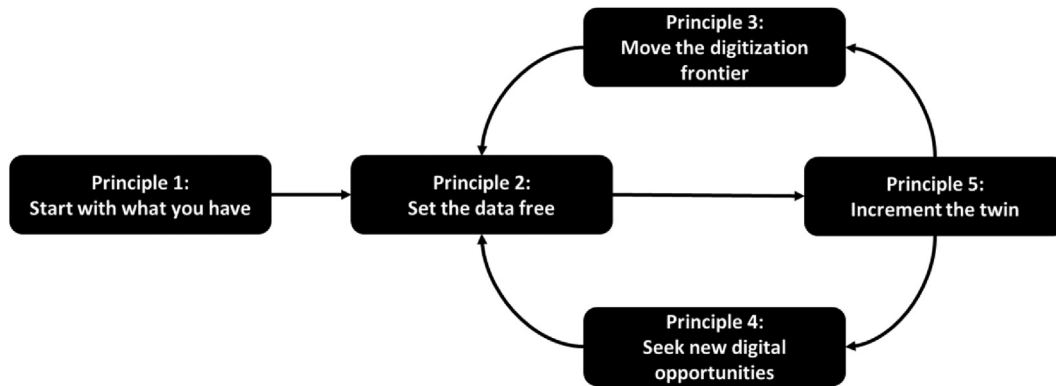 Principle 3:
Move the digitization
frontier
Principle 1:
Start with what you have
Principle 2:
Set the data free
Principle 5:
Increment the twin
Principle 4:
Seek new digital
opportunities